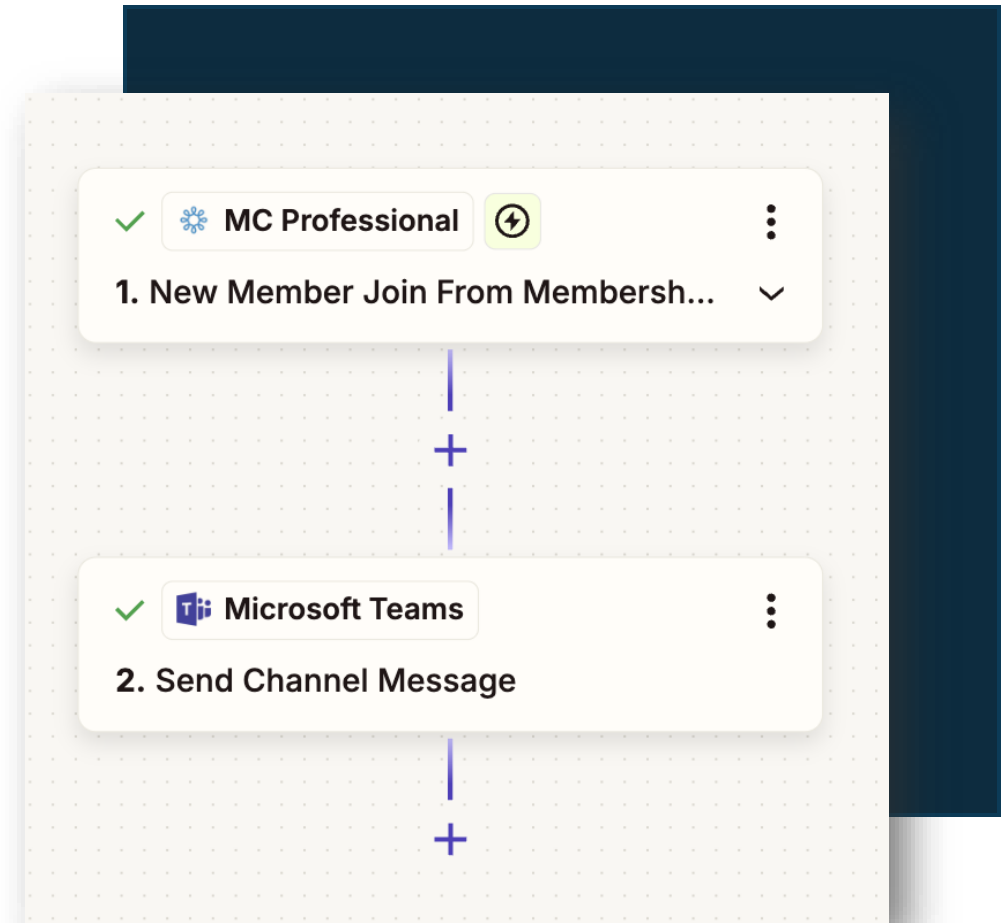 MC Professional
1. New Member Join From Membersh...
Microsoft Teams
2. Send Channel Message